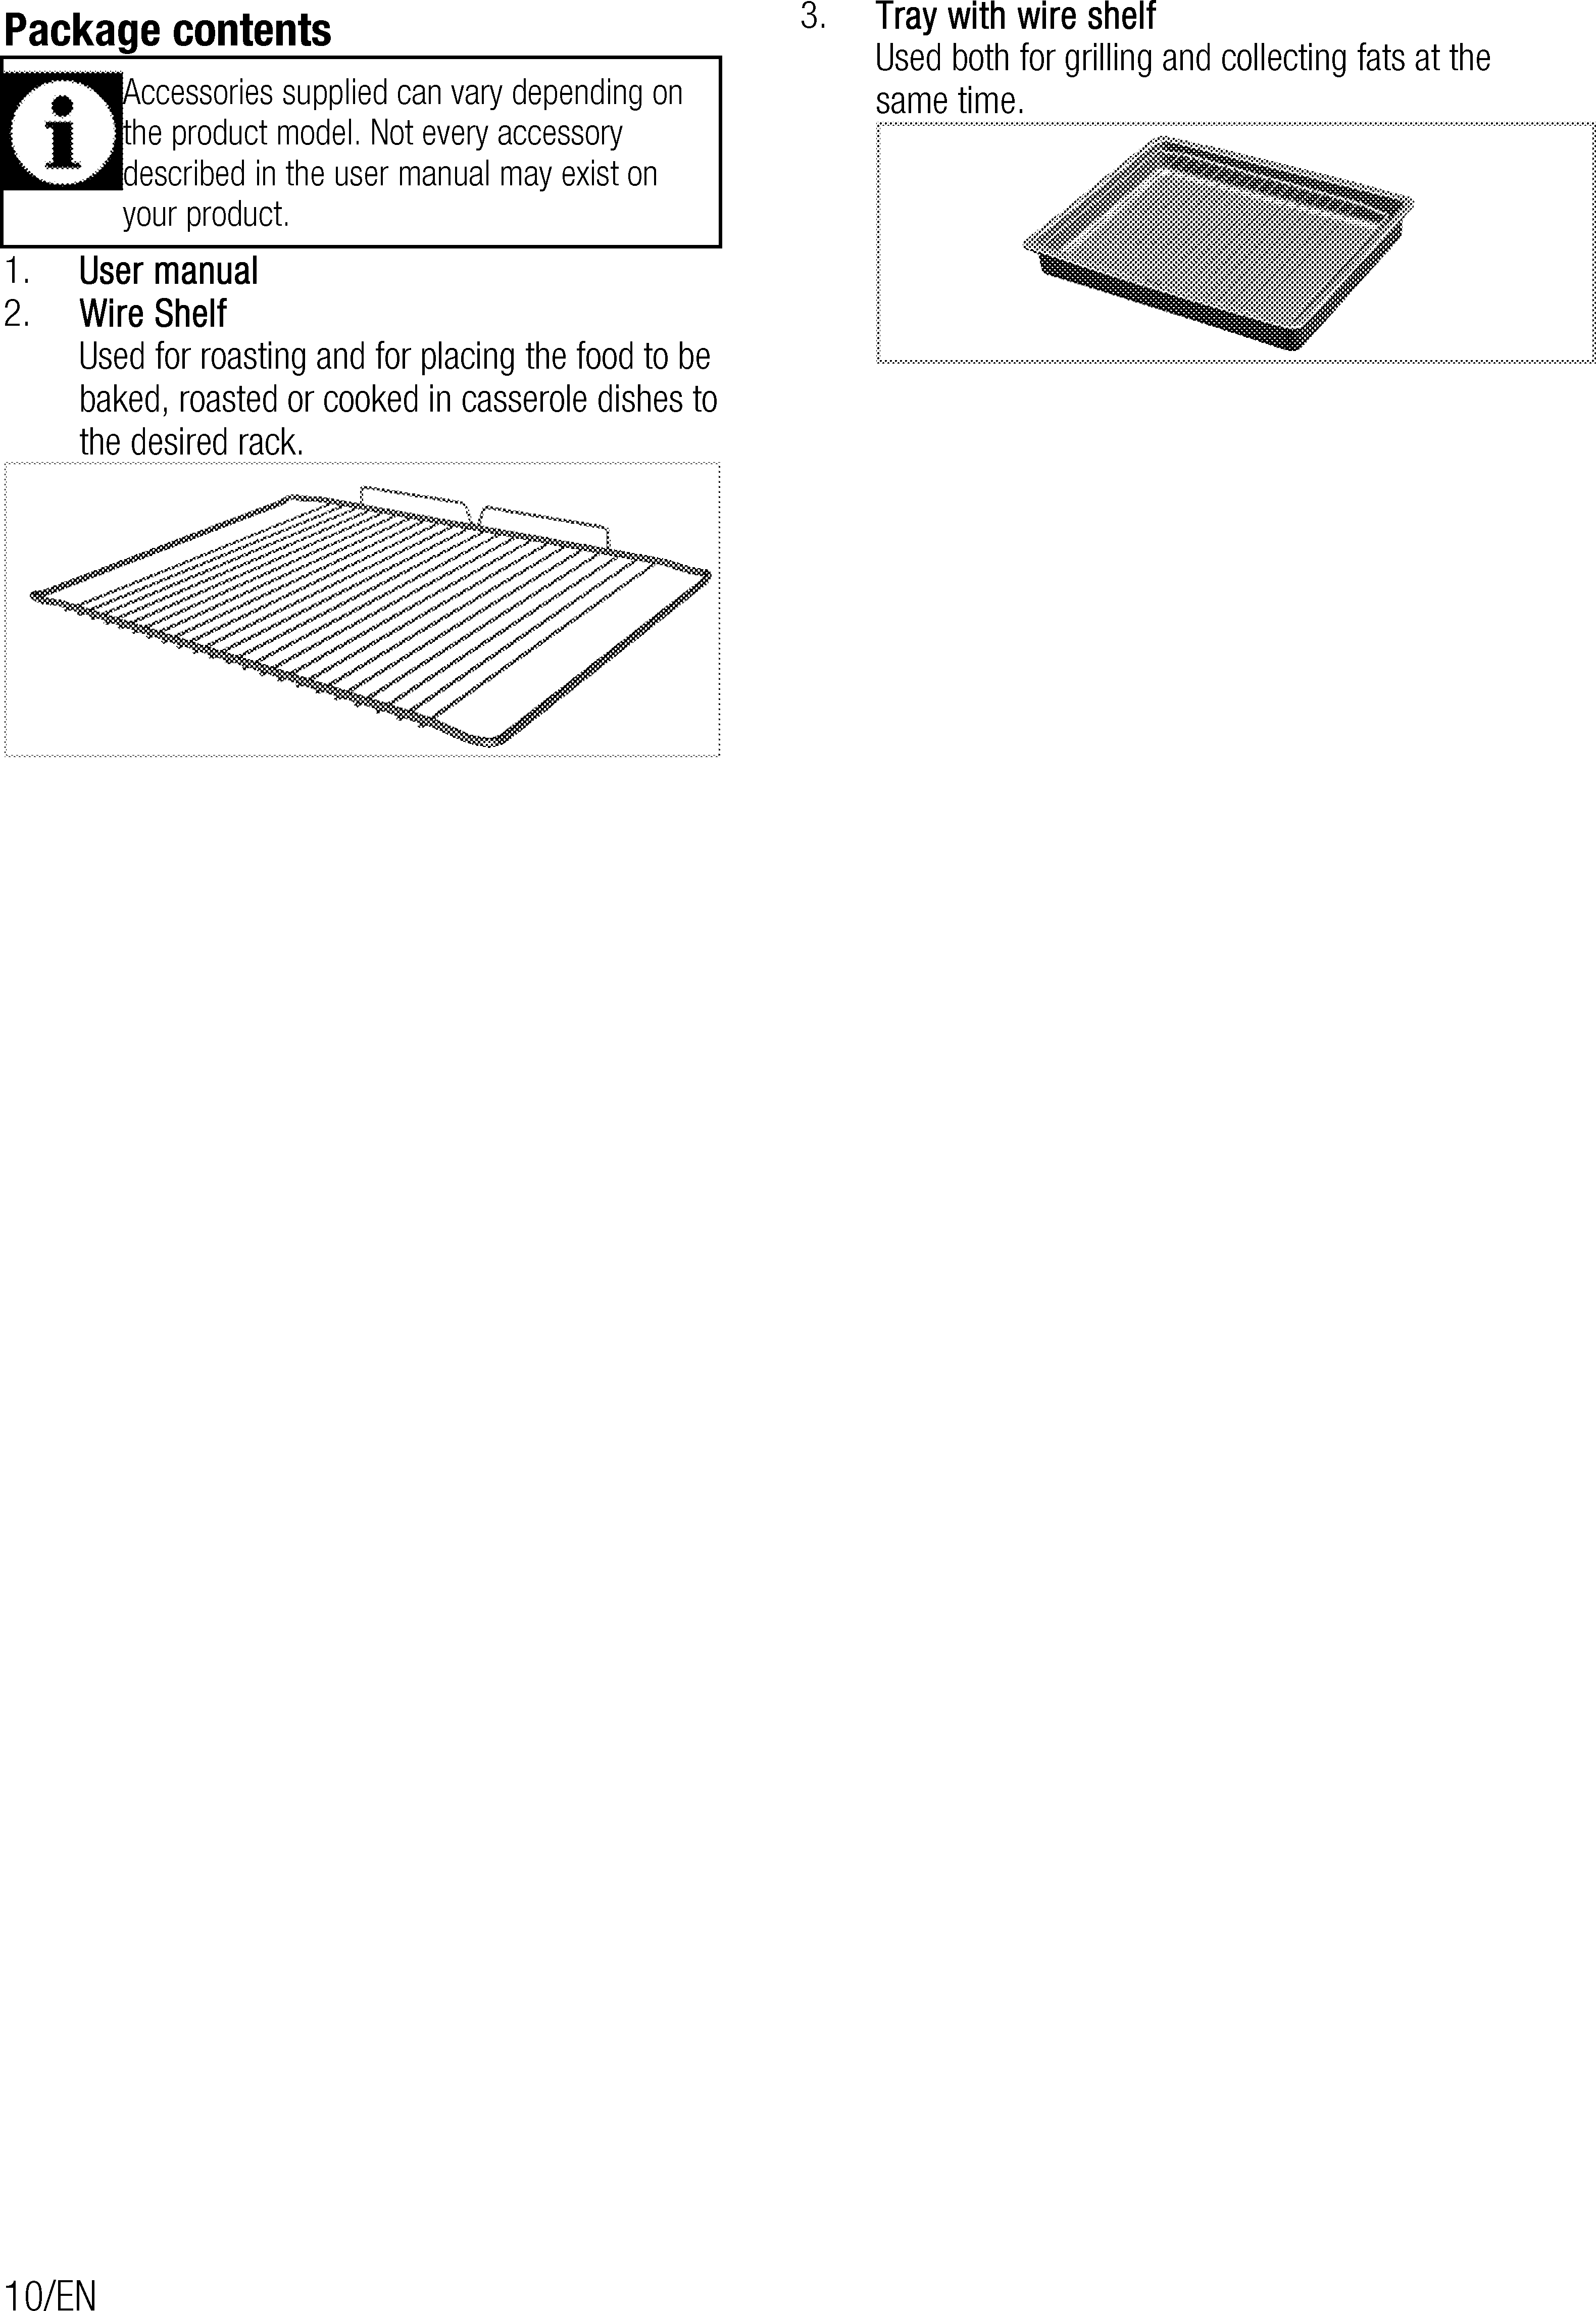 Package contents
Accessories supplied can vary depending on
the product model. Not every accessory
described in the user manual may exist on
your product.
1. User manual
2. Wire Shelf
Used for roasting and for placing the food to be
baked, roasted or cooked in casserole dishes to
the desired rack.
3. Tray with wire shelf
Used both for grilling and collecting fats at the
same time.
10/EN